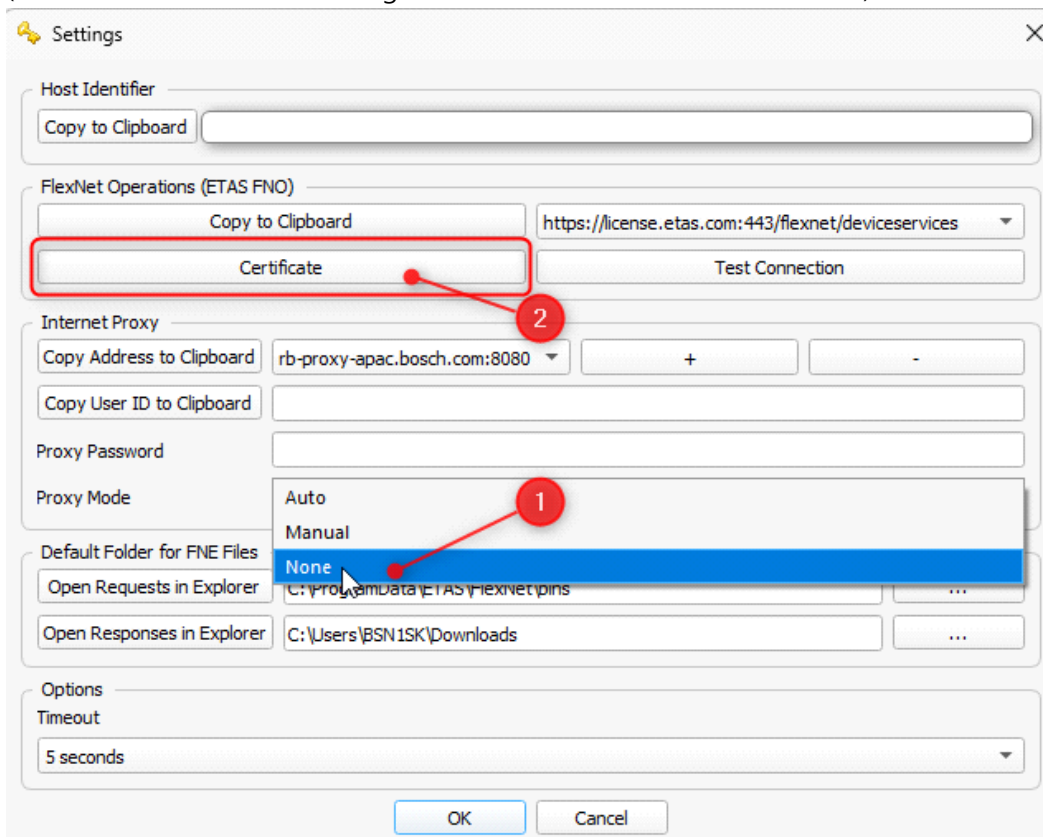 Settings
Host Identifier
Copy to Clipboard
FlexNet Operations (ETAS FNO)
Copy to Clipboard https://license.etas.com:443/flexnet/deviceservices
Certificate Test Connection
2
Internet Proxy
Copy Address to Clipboard rb-proxy-apac.bosch.com:8080 + -
Copy User ID to Clipboard
Proxy Password
Proxy Mode Auto 1
Manual
Default Folder for FNE Files
None
Open Requests in Explorer C:\ProgramData\ETAS\FlexNet\bins ...
Open Responses in Explorer C:\Users\BSN1SK\Downloads ...
Options
Timeout
5 seconds
OK Cancel